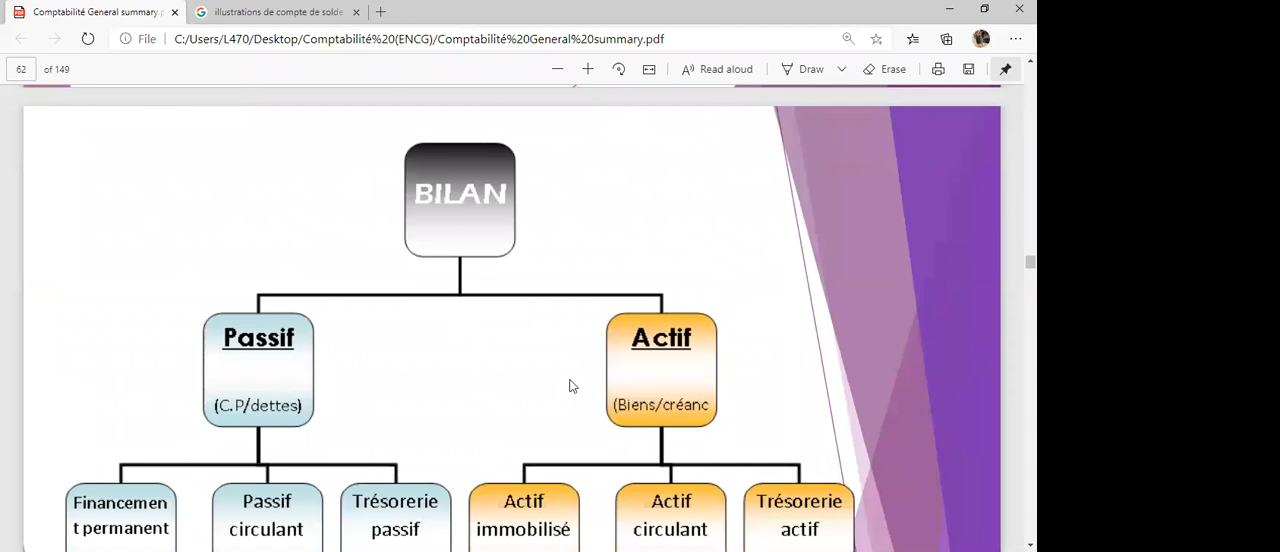 Comptabilité General summary.p
illustrations de compte de solde
File
C:/Users/L470/Desktop/Comptabilité%20(ENCG)/Comptabilité%20General%20summary.pdf
62 of 149
Read aloud
Draw
Erase
BILAN
Passif
(C.P/dettes)
Actif
(Biens/créanc
Financemen
t permanent
Passif
circulant
Trésorerie
passif
Actif
immobilisé
Actif
circulant
Trésorerie
actif